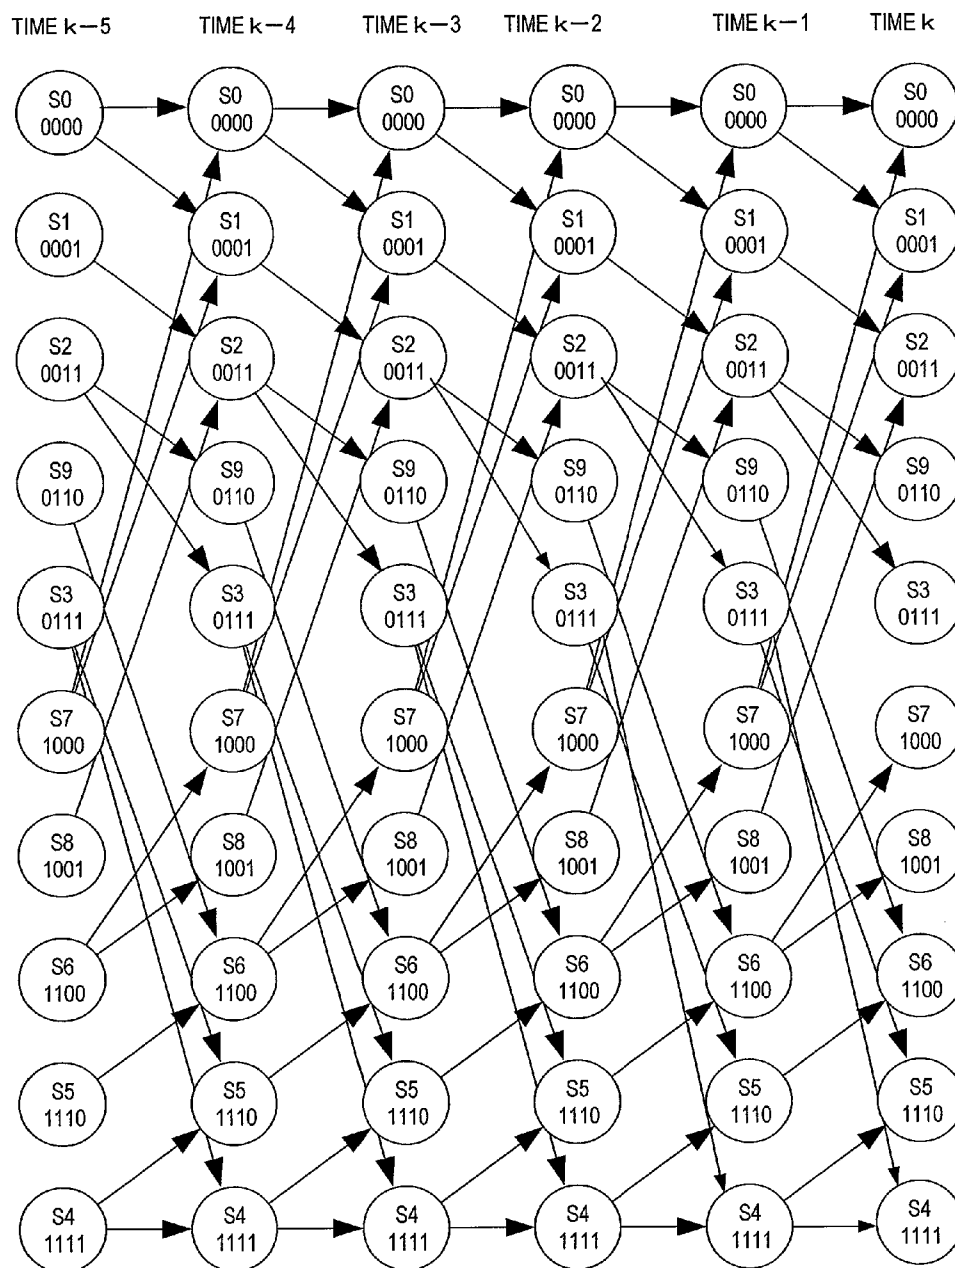 TIME k−5 TIME k−4 TIME k−3 TIME k−2 TIME k−1 TIME k
S0 S0 S0 S0 S0 S0
0000 0000 0000 0000 0000 0000
S1 S1 S1 S1 S1 S1
0001 0001 0001 0001 0001 0001
S2 S2 S2 S2 S2 S2
0011 0011 0011 0011 0011 0011
S9 S9 S9 S9 S9 S9
0110 0110 0110 0110 0110 0110
S3 S3 S3 S3 S3 S3
0111 0111 0111 0111 0111 0111
S7 S7 S7 S7 S7 S7
1000 1000 1000 1000 1000 1000
S8 S8 S8 S8 S8 S8
1001 1001 1001 1001 1001 1001
S6 S6 S6 S6 S6 S6
1100 1100 1100 1100 1100 1100
S5 S5 S5 S5 S5 S5
1110 1110 1110 1110 1110 1110
S4 S4 S4 S4 S4 S4
1111 1111 1111 1111 1111 1111